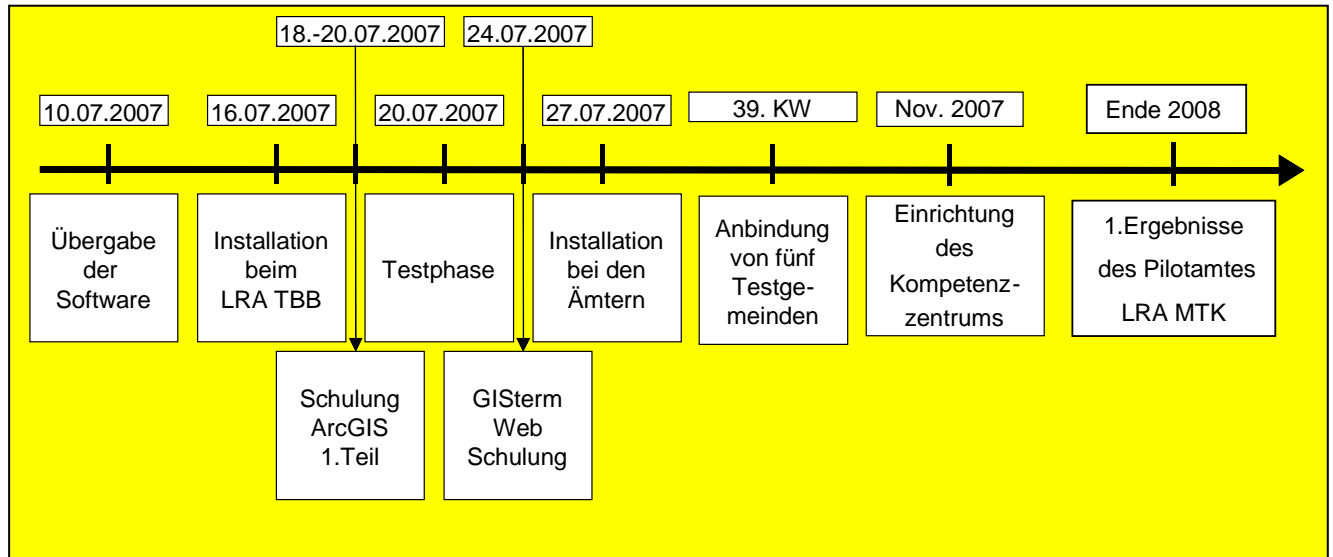 18.-20.07.2007
24.07.2007
10.07.2007
16.07.2007
20.07.2007
27.07.2007
39. KW
Nov. 2007
Ende 2008
Übergabe
der
Software
Installation
beim
LRA TBB
Testphase
Installation
bei den
Ämtern
Anbindung
von fünf
Testge-
meinden
Einrichtung
des
Kompetenz-
zentrums
1.Ergebnisse
des Pilotamtes
LRA MTK
Schulung
ArcGIS
1.Teil
GISterm
Web
Schulung